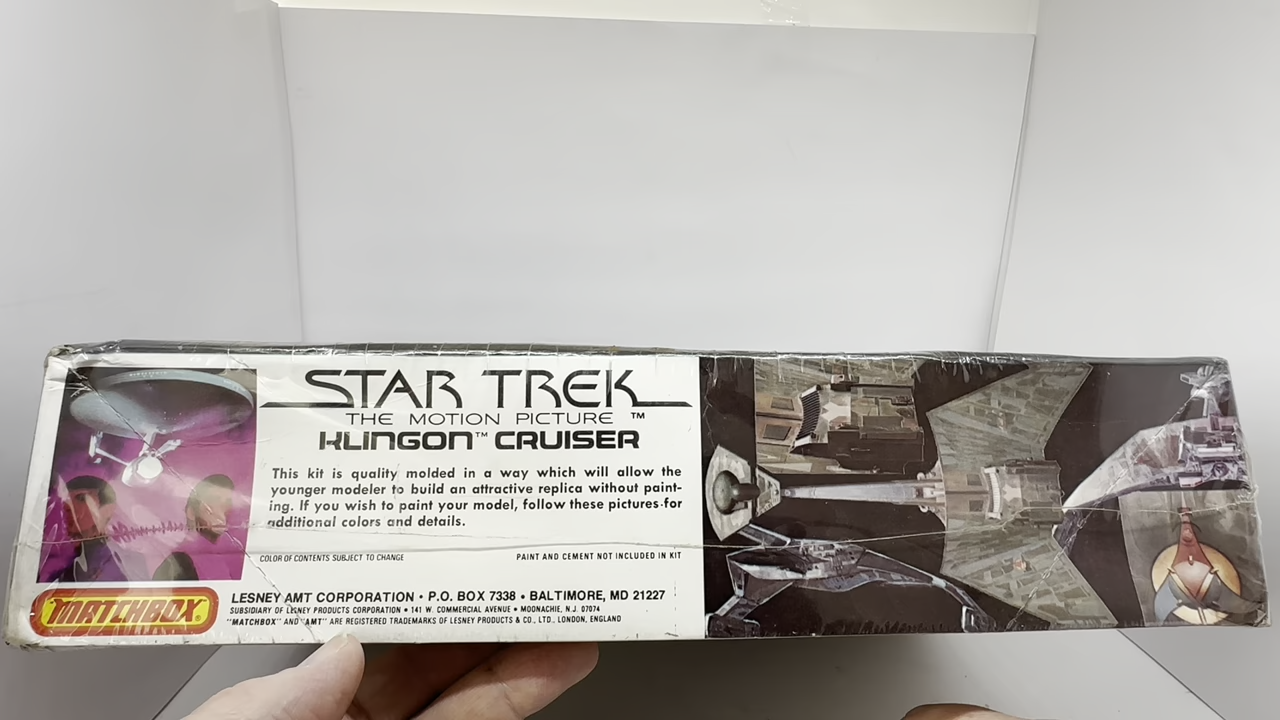 STAR TREK
THE MOTION PICTURE ™
KLINGON™ CRUISER
This kit is quality molded in a way which will allow the
younger modeler to build an attractive replica without paint-
ing. If you wish to paint your model, follow these pictures for
additional colors and details.
COLOR OF CONTENTS SUBJECT TO CHANGE PAINT AND CEMENT NOT INCLUDED IN KIT
MATCHBOX
LESNEY AMT CORPORATION • P.O. BOX 7338 • BALTIMORE, MD 21227
SUBSIDIARY OF LESNEY PRODUCTS CORPORATION • 141 W. COMMERCIAL AVENUE • MOONACHIE, N.J. 07074
"MATCHBOX" AND "AMT" ARE REGISTERED TRADEMARKS OF LESNEY PRODUCTS & CO., LTD., LONDON, ENGLAND